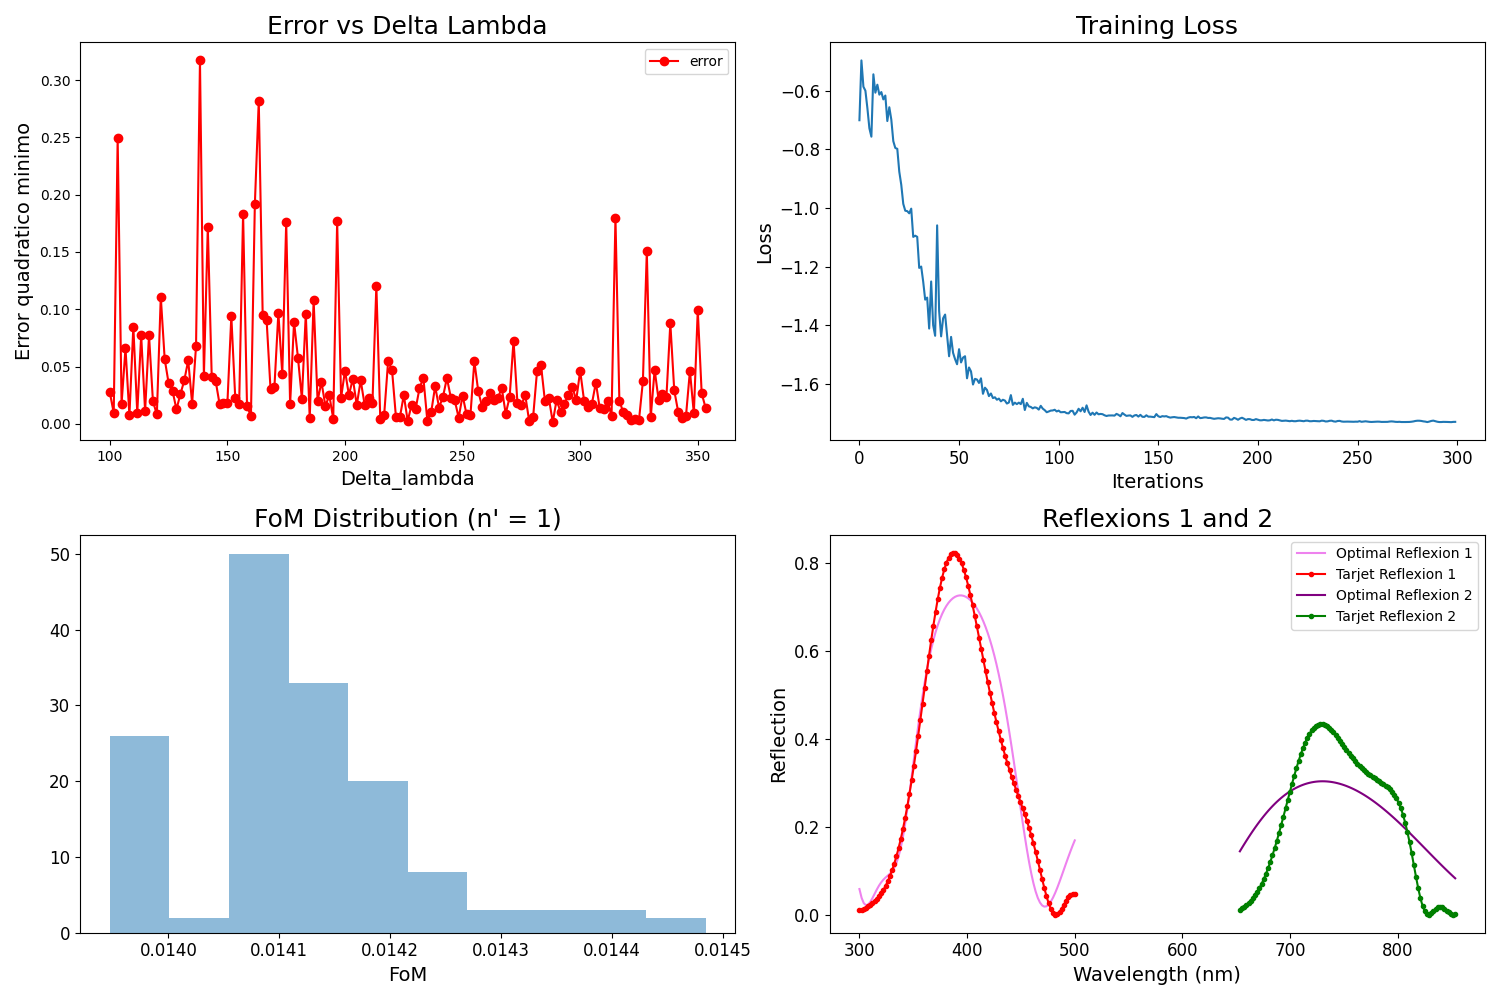 Error vs Delta Lambda
error
Error quadratico minimo
0.30
0.25
0.20
0.15
0.10
0.05
0.00
100 150 200 250 300 350
Delta_lambda
Training Loss
Loss
−0.6
−0.8
−1.0
−1.2
−1.4
−1.6
0 50 100 150 200 250 300
Iterations
FoM Distribution (n' = 1)
50
40
30
20
10
0
0.0140 0.0141 0.0142 0.0143 0.0144 0.0145
FoM
Reflexions 1 and 2
Optimal Reflexion 1
Tarjet Reflexion 1
Optimal Reflexion 2
Tarjet Reflexion 2
Reflection
0.8
0.6
0.4
0.2
0.0
300 400 500 600 700 800
Wavelength (nm)